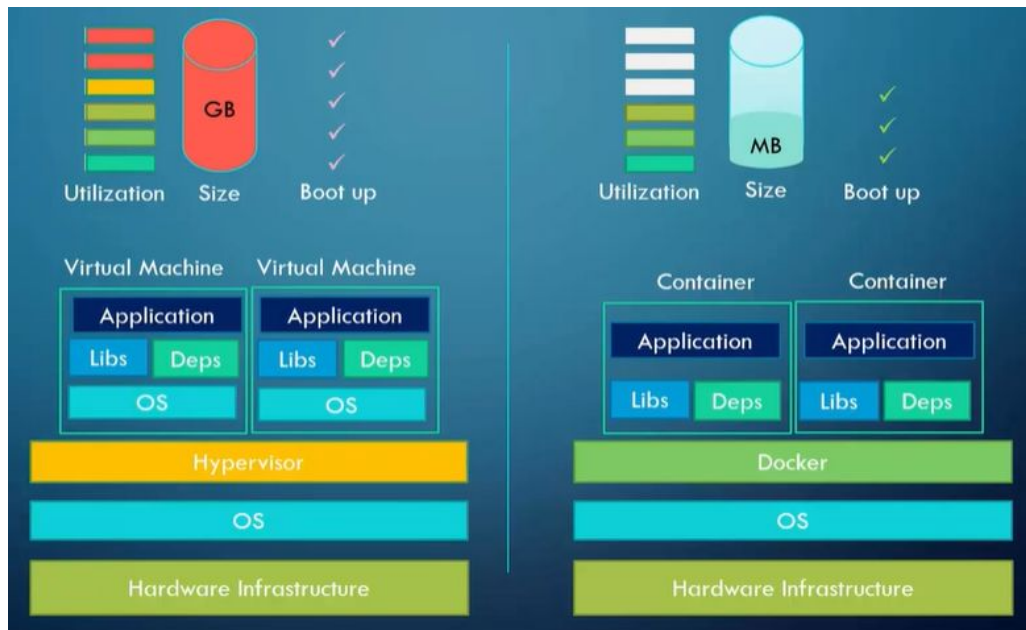 GB
Utilization Size Boot up
Virtual Machine Virtual Machine
Application Application
Libs Deps Libs Deps
OS OS
Hypervisor
OS
Hardware Infrastructure
MB
Utilization Size Boot up
Container Container
Application Application
Libs Deps Libs Deps
Docker
OS
Hardware Infrastructure